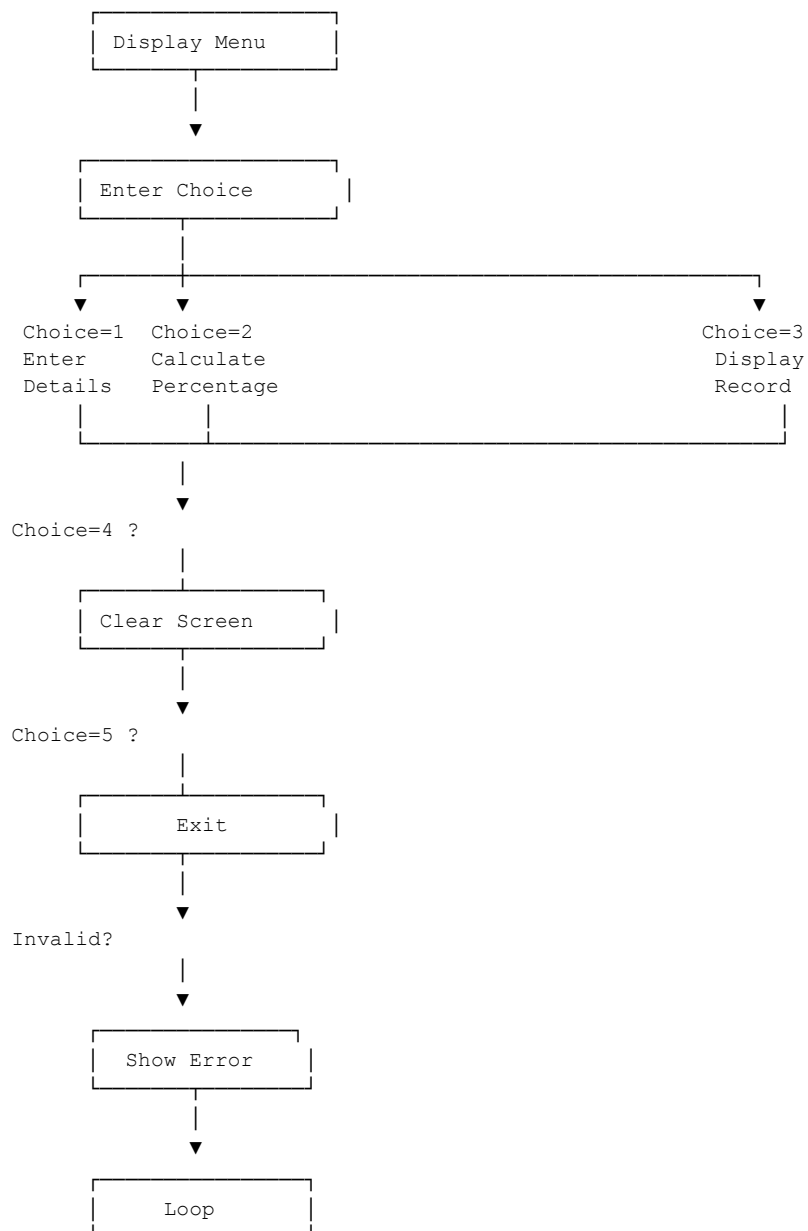 Display Menu
Enter Choice
Choice=1 Choice=2 Choice=3
Enter Calculate Display
Details Percentage Record
Choice=4 ?
Clear Screen
Choice=5 ?
Exit
Invalid?
Show Error
Loop